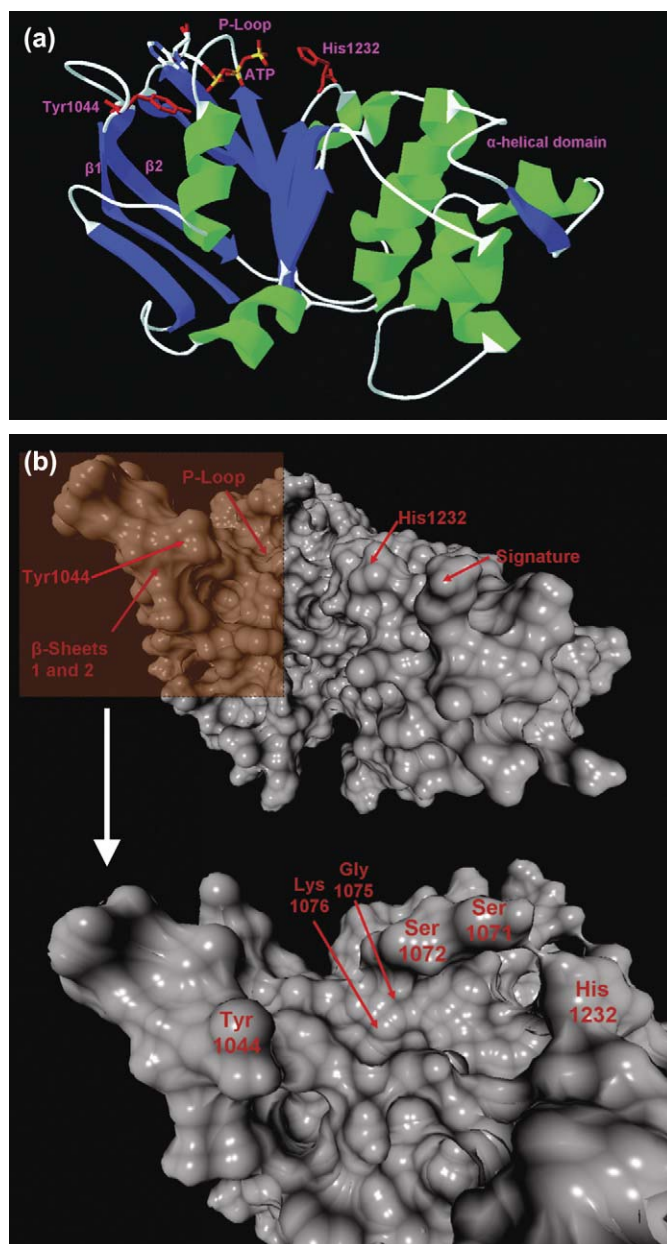 (a)
P-Loop
His1232
ATP
Tyr1044
α-helical domain
β1
β2
(b)
P-Loop
His1232
Signature
Tyr1044
β-Sheets
1 and 2
Gly
1075
Lys
1076
Ser
1072
Ser
1071
His
1232
Tyr
1044